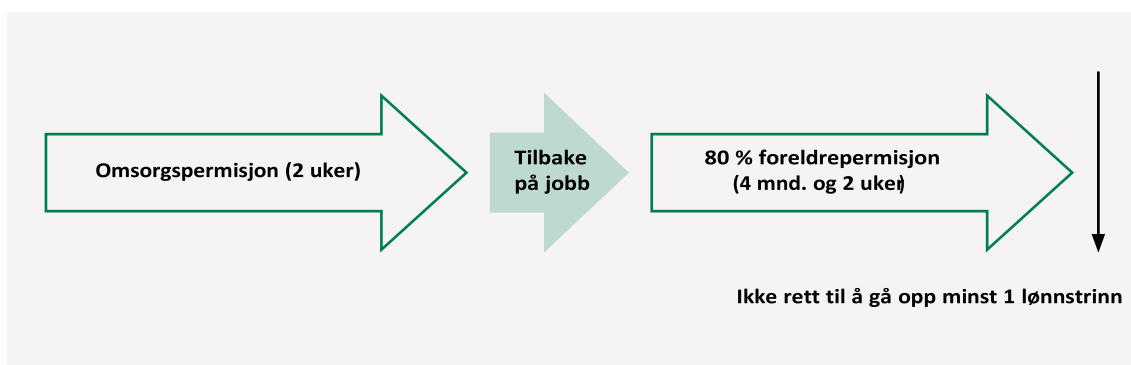 Omsorgspermisjon (2 uker)
Tilbake
på jobb
80 % foreldrepermisjon
(4 mnd. og 2 uker)
Ikke rett til å gå opp minst 1 lønnstrinn